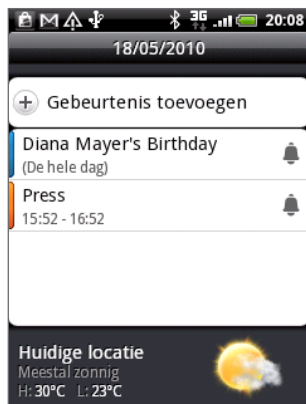 3G 20:08
18/05/2010
Gebeurtenis toevoegen
Diana Mayer's Birthday
(De hele dag)
Press
15:52 - 16:52
Huidige locatie
Meestal zonnig
H: 30°C L: 23°C